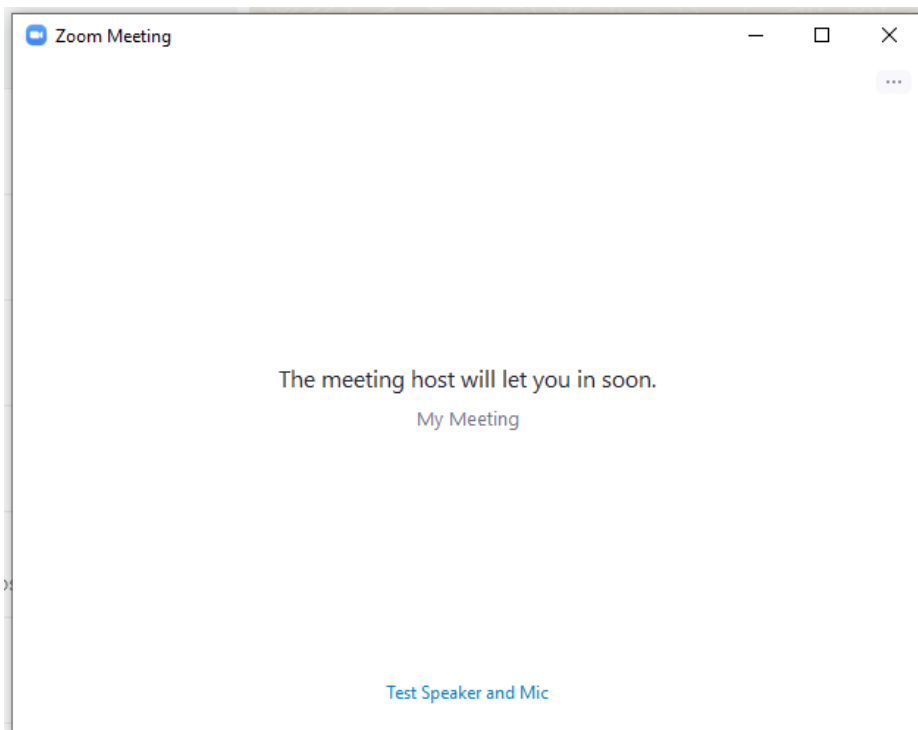 Zoom Meeting
The meeting host will let you in soon.
My Meeting
Test Speaker and Mic